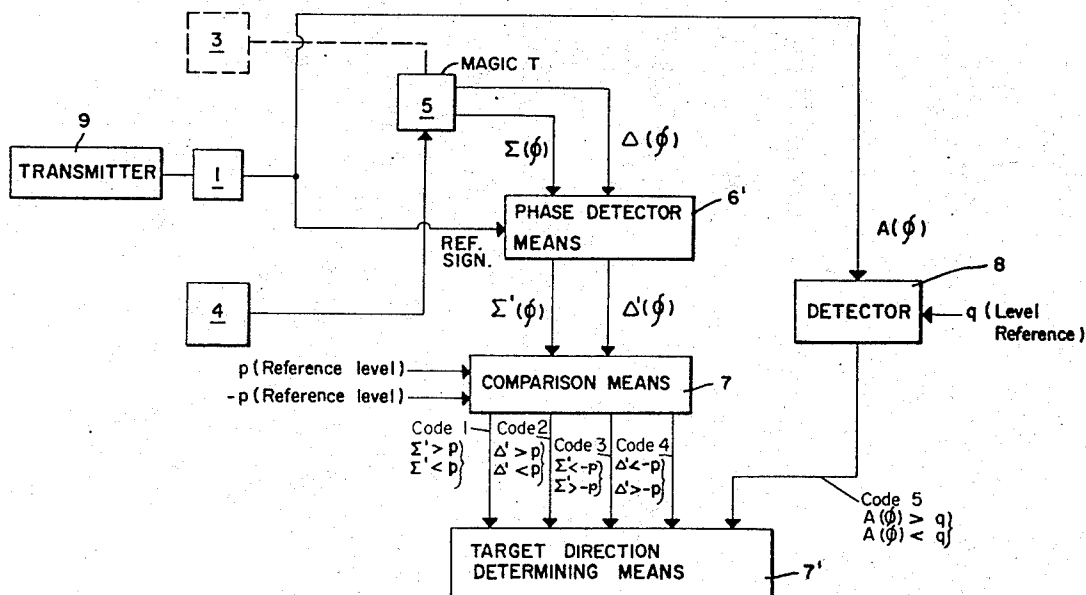 3
MAGIC T
5
9
TRANSMITTER
1
Σ(ϕ)
Δ(ϕ)
PHASE DETECTOR
MEANS
6'
REF.
SIGN.
A(ϕ)
8
4
Σ'(ϕ)
Δ'(ϕ)
DETECTOR
q (Level
Reference)
p (Reference level)
-p (Reference level)
COMPARISON MEANS
7
Code 1
Σ' > p}
Σ' < p}
Code 2
Δ' > p}
Δ' < p}
Code 3
Σ'<-p}
Σ'>-p}
Code 4
Δ'<-p}
Δ'>-p}
Code 5
A(ϕ) > q}
A(ϕ) < q}
TARGET DIRECTION
DETERMINING MEANS
7'